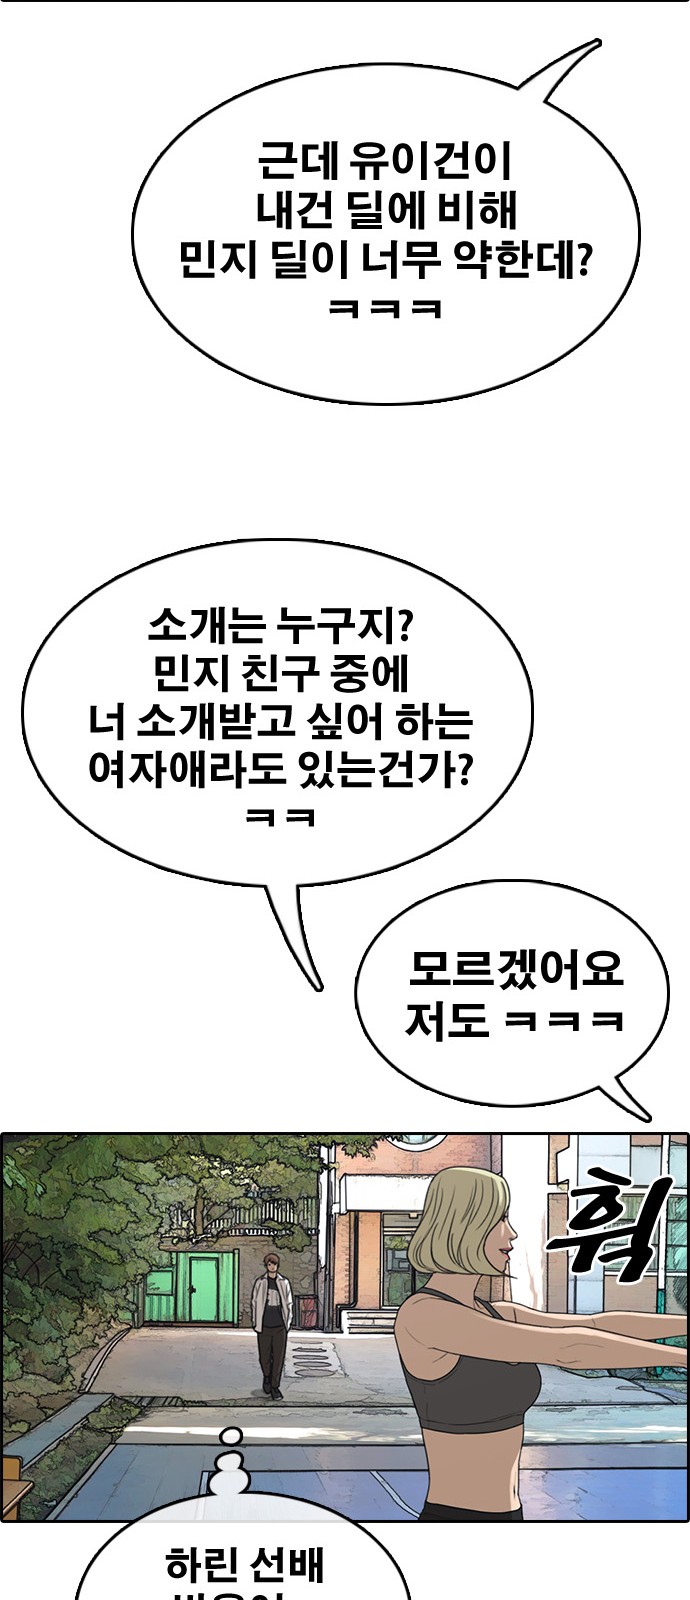 근데 유이건이
내건 딜에 비해
민지 딜이 너무 약한데?
ㅋㅋㅋ
소개는 누구지?
민지 친구 중에
너 소개받고 싶어 하는
여자애라도 있는건가?
ㅋㅋ
모르겠어요
저도 ㅋㅋㅋ
훡
하린 선배